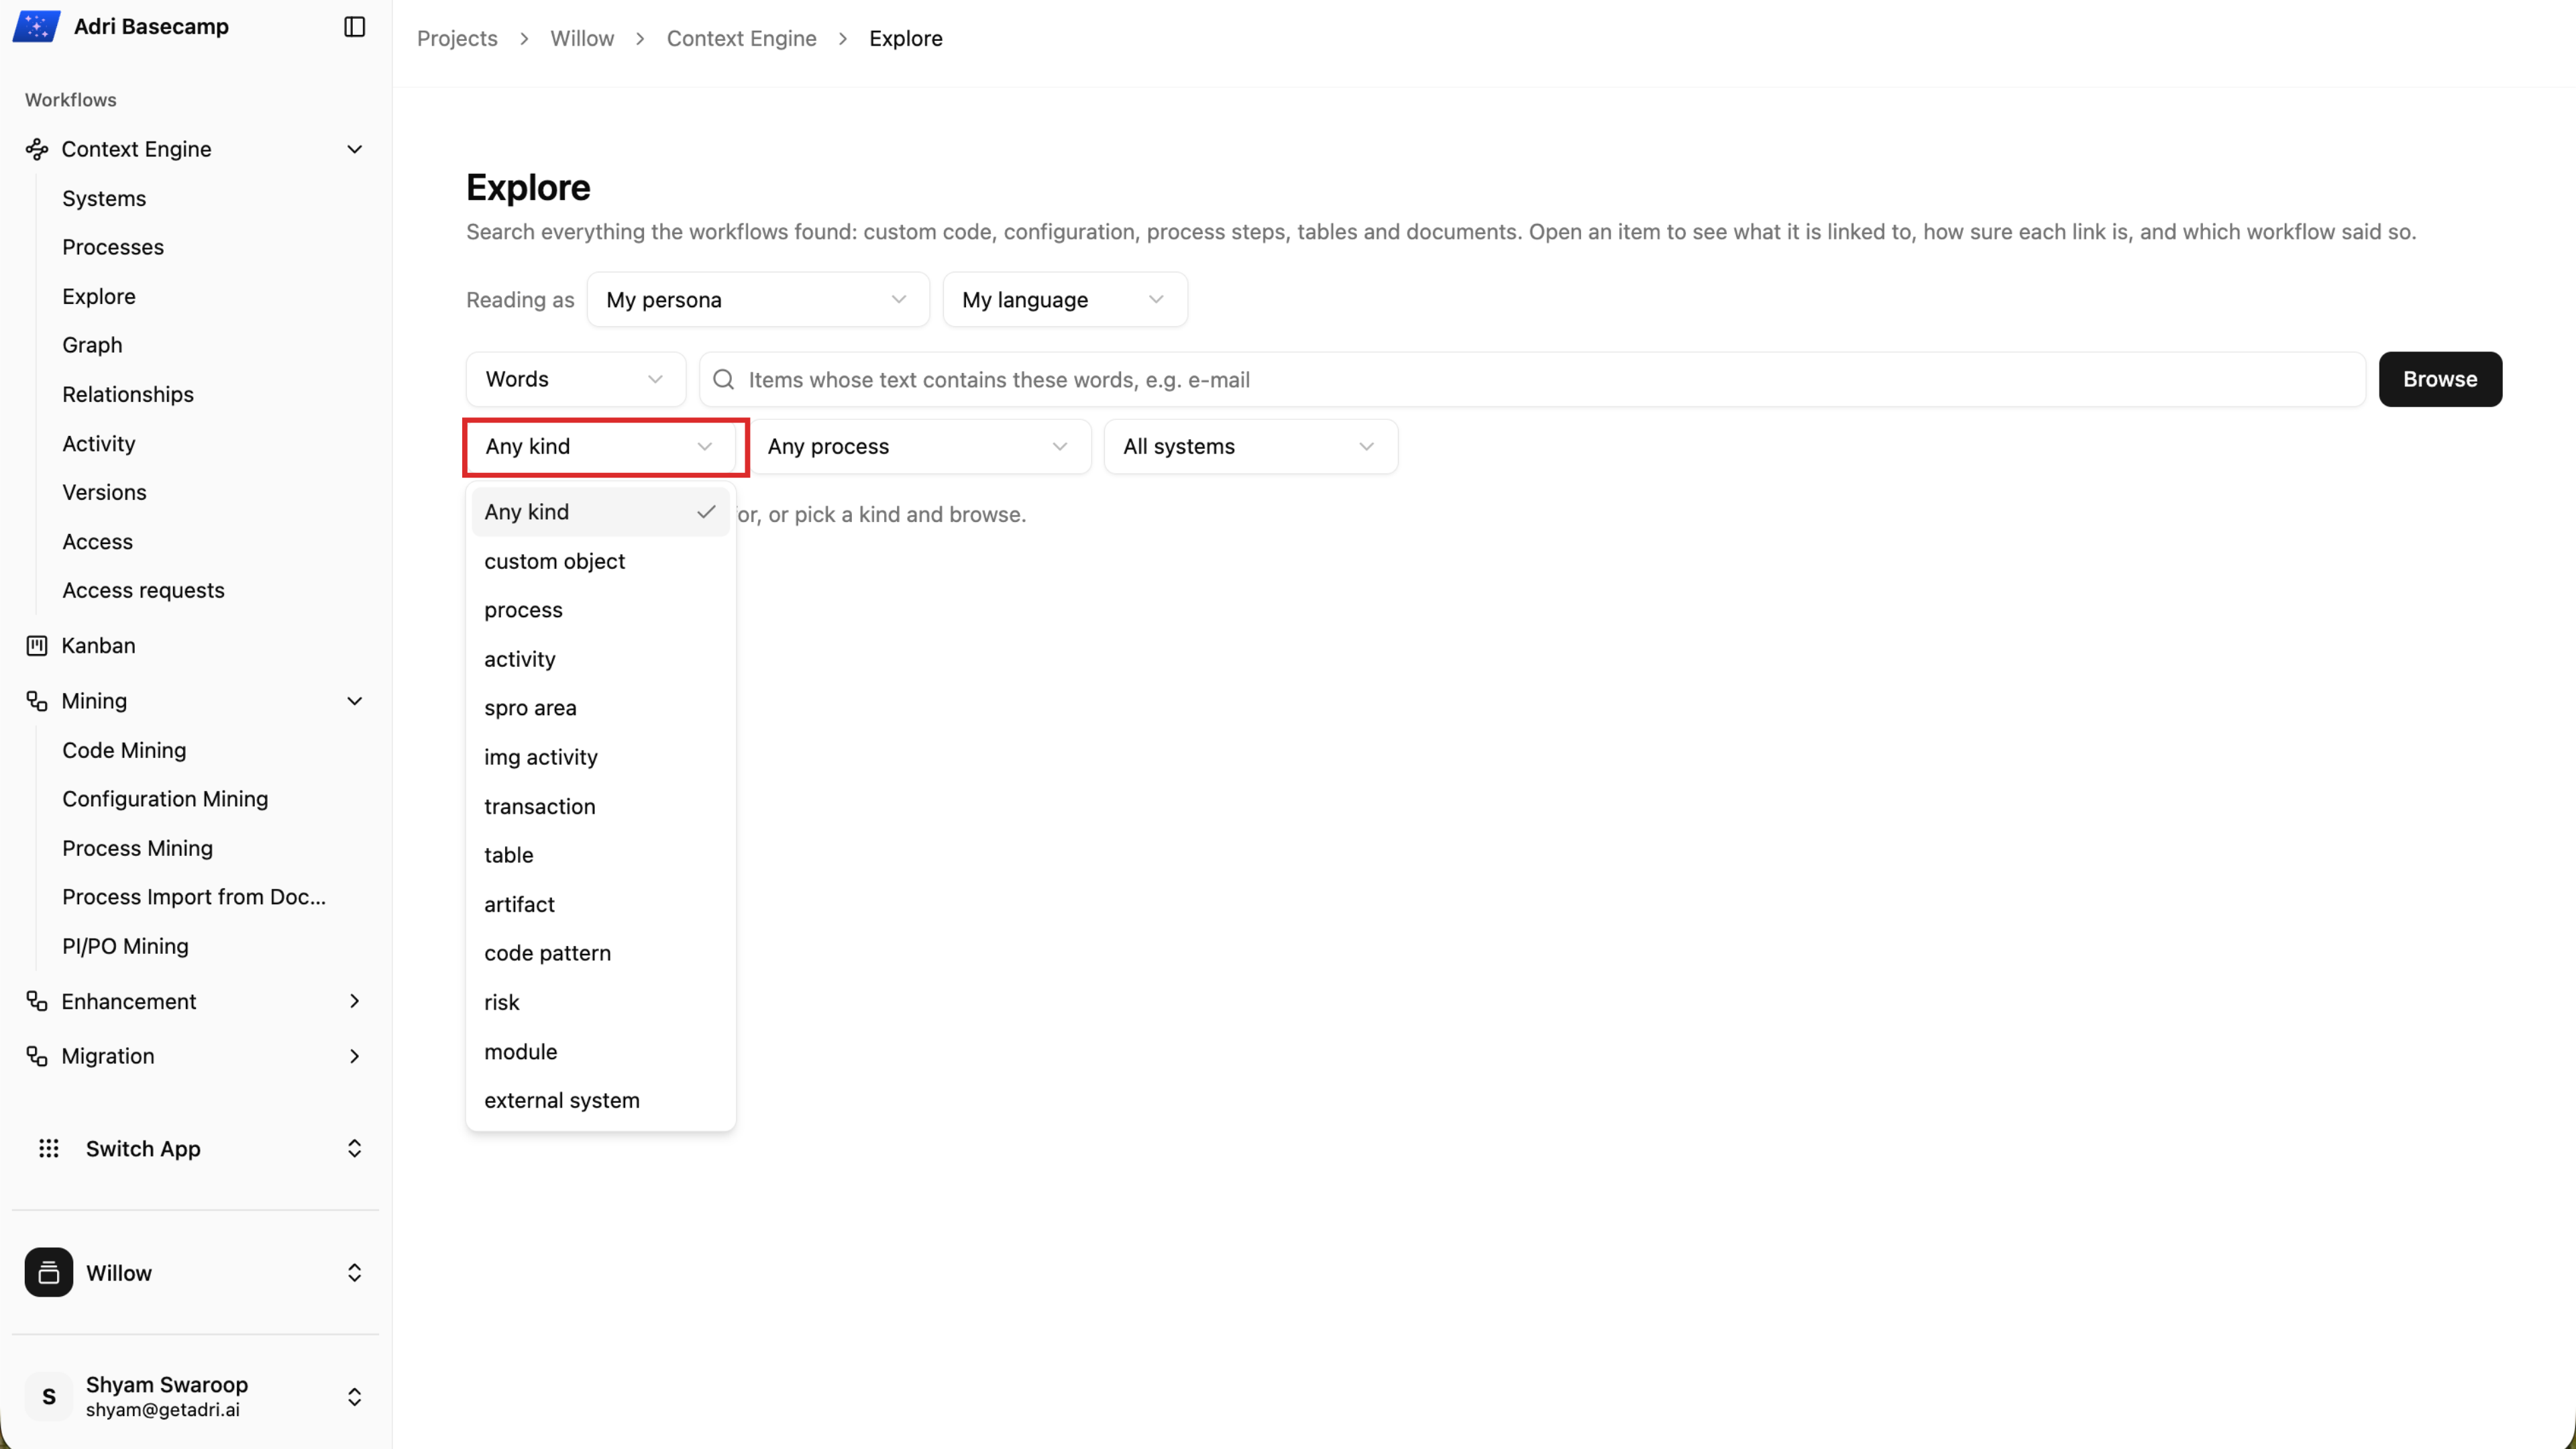 Adri Basecamp
Workflows
Context Engine
Systems
Processes
Explore
Graph
Relationships
Activity
Versions
Access
Access requests
Kanban
Mining
Code Mining
Configuration Mining
Process Mining
Process Import from Doc...
PI/PO Mining
Enhancement
Migration
Switch App
Willow
S
Shyam Swaroop
shyam@getadri.ai
Projects > Willow > Context Engine > Explore
Explore
Search everything the workflows found: custom code, configuration, process steps, tables and documents. Open an item to see what it is linked to, how sure each link is, and which workflow said so.
Reading as My persona My language
Words Items whose text contains these words, e.g. e-mail Browse
Any kind Any process All systems
or, or pick a kind and browse.
Any kind
custom object
process
activity
spro area
img activity
transaction
table
artifact
code pattern
risk
module
external system